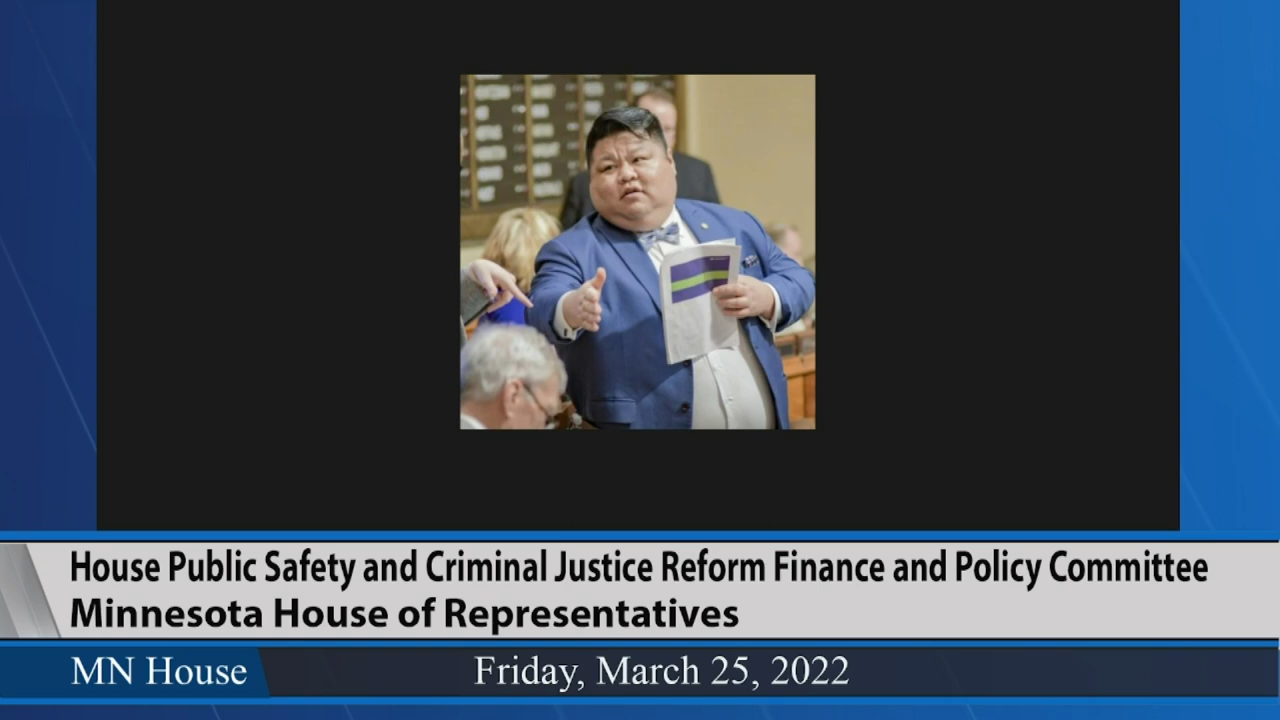 House Public Safety and Criminal Justice Reform Finance and Policy Committee
Minnesota House of Representatives
MN House
Friday, March 25, 2022